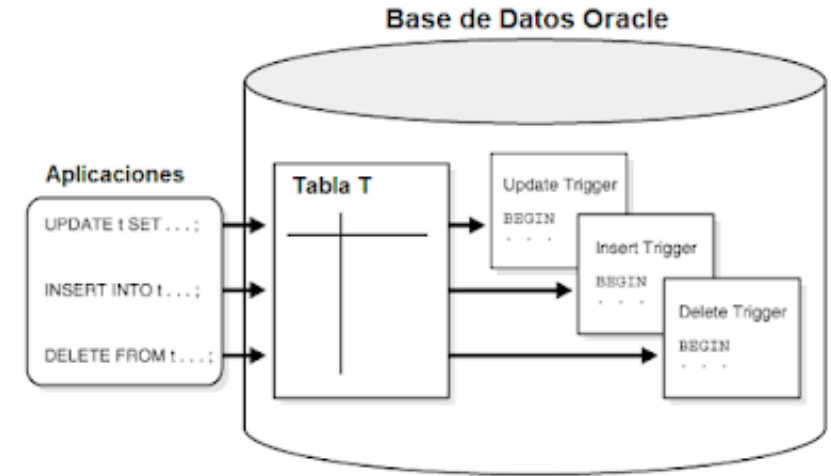 Base de Datos Oracle
Aplicaciones
UPDATE t SET . . . ;
INSERT INTO t . . . ;
DELETE FROM t . . . ;
Tabla T
Update Trigger
BEGIN
. . .
Insert Trigger
BEGIN
. . .
Delete Trigger
BEGIN
. . .